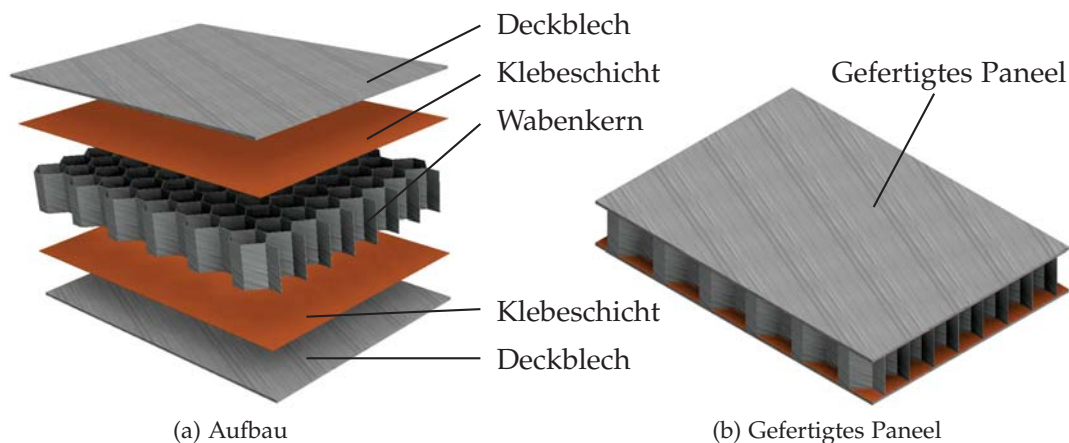 Deckblech
Klebeschicht
Wabenkern
Klebeschicht
Deckblech
(a) Aufbau
Gefertigtes Paneel
(b) Gefertigtes Paneel